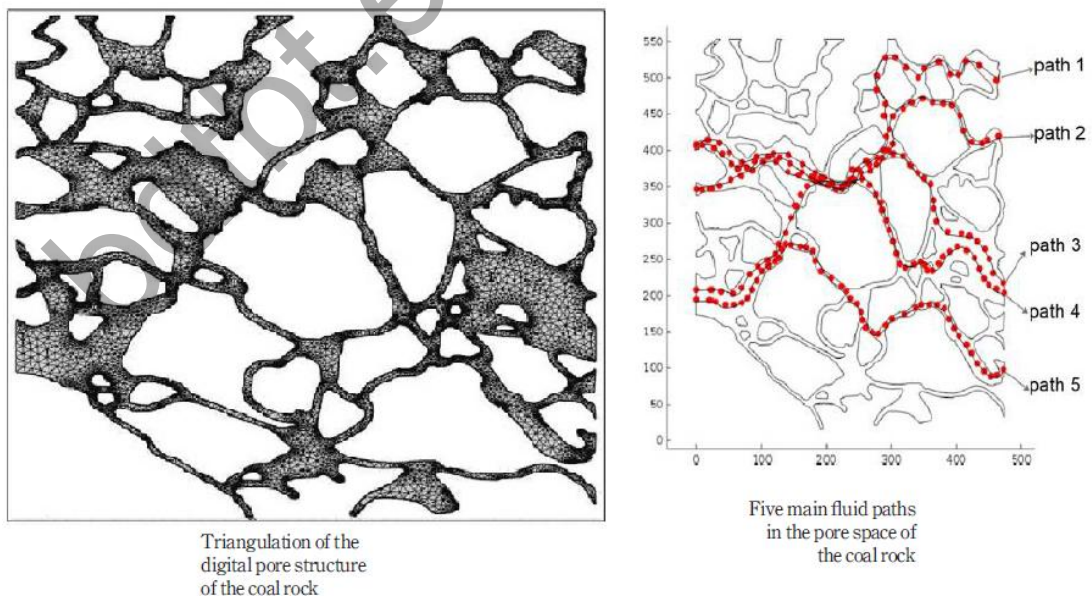 Triangulation of the
digital pore structure
of the coal rock
550
500
450
400
350
300
250
200
150
100
50
0
0 100 200 300 400 500
path 1
path 2
path 3
path 4
path 5
Five main fluid paths
in the pore space of
the coal rock